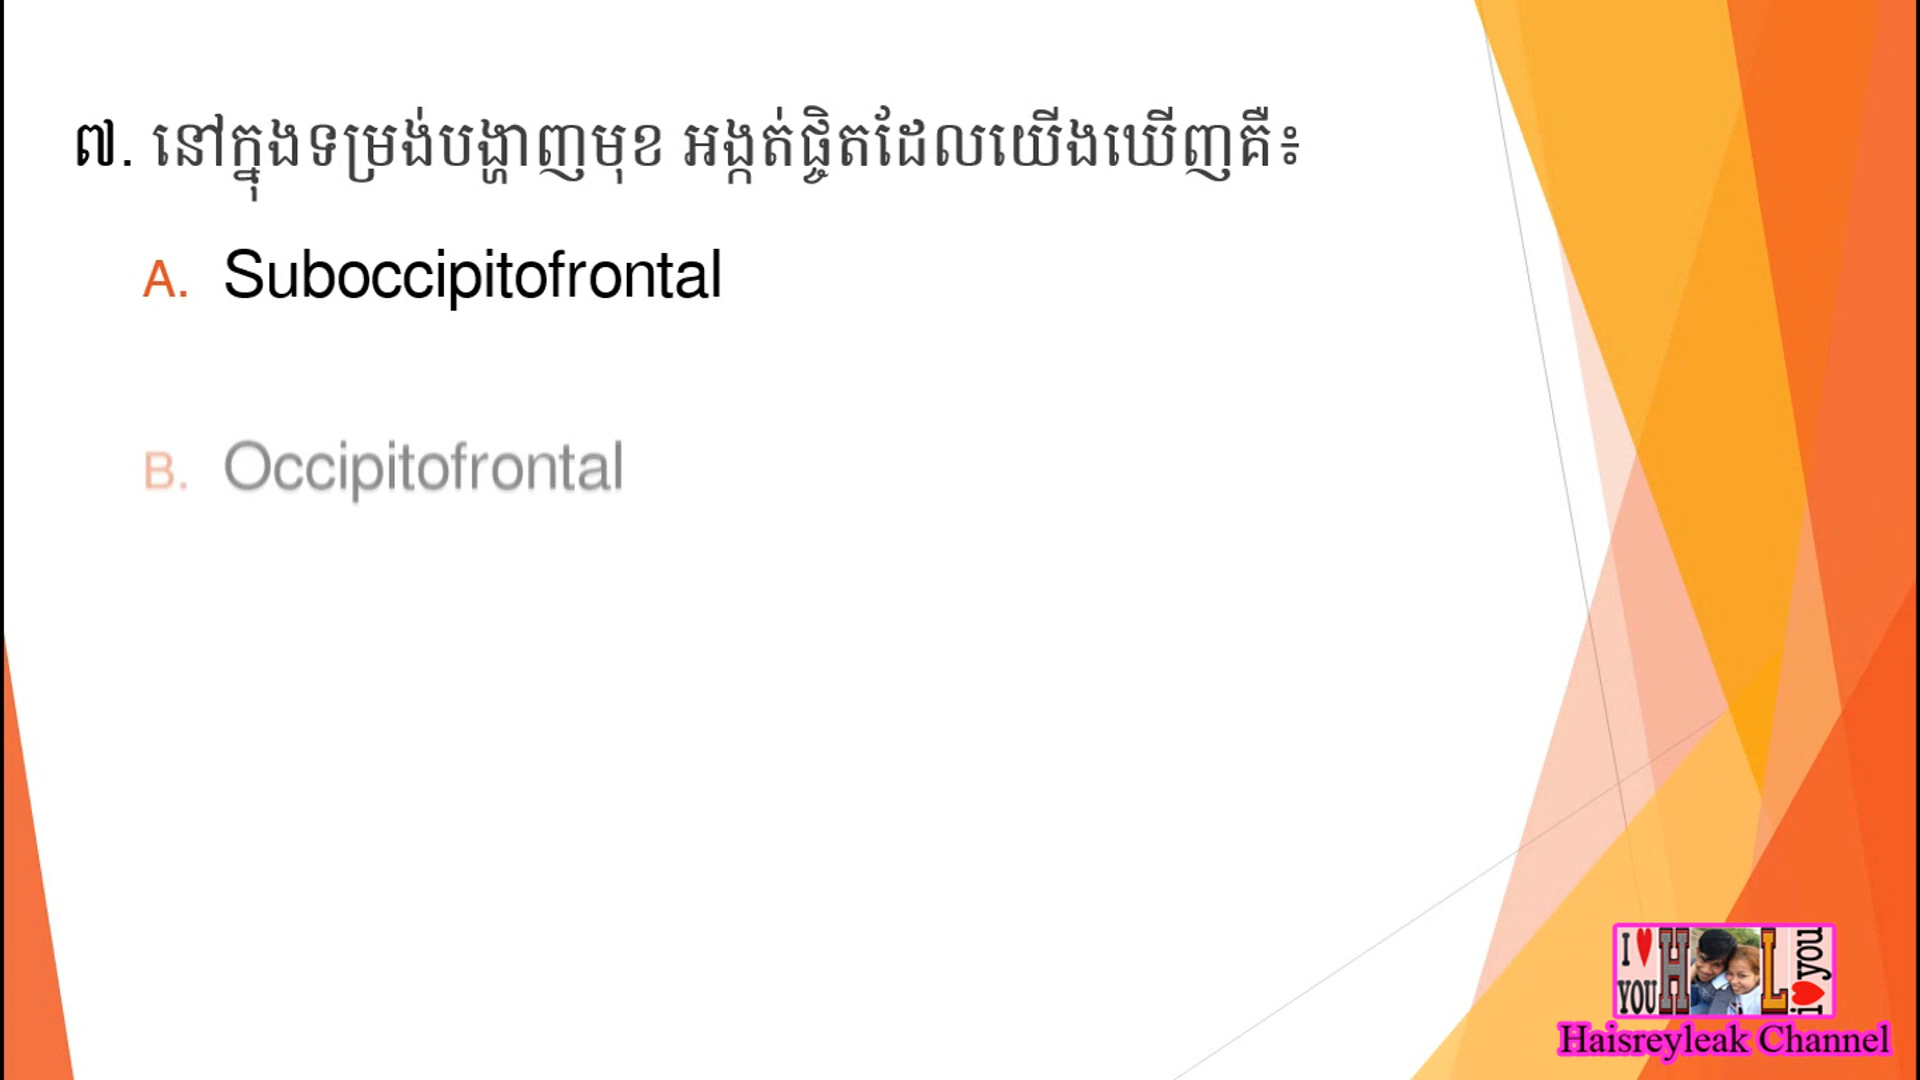 ៧. នៅក្នុងទម្រង់បង្ហាញមុខ អង្កត់ផ្ចិតដែលយើងឃើញគឺ៖
A. Suboccipitofrontal
B. Occipitofrontal
I ♥ YOU H L i ♥ you
Haisreyleak Channel